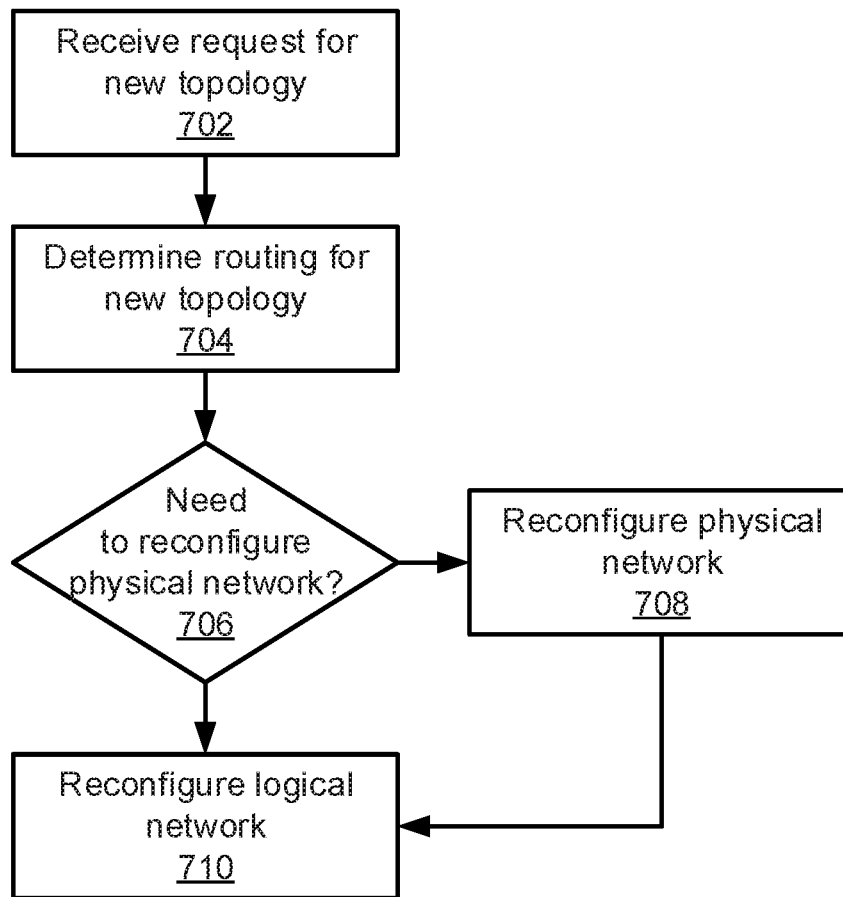 Receive request for
new topology
702
Determine routing for
new topology
704
Need
to reconfigure
physical network?
706
Reconfigure physical
network
708
Reconfigure logical
network
710